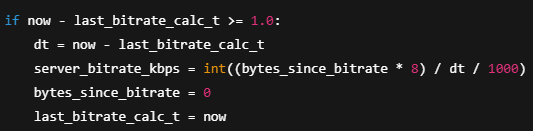 if now - last_bitrate_calc_t >= 1.0:
    dt = now - last_bitrate_calc_t
    server_bitrate_kbps = int((bytes_since_bitrate * 8) / dt / 1000)
    bytes_since_bitrate = 0
    last_bitrate_calc_t = now